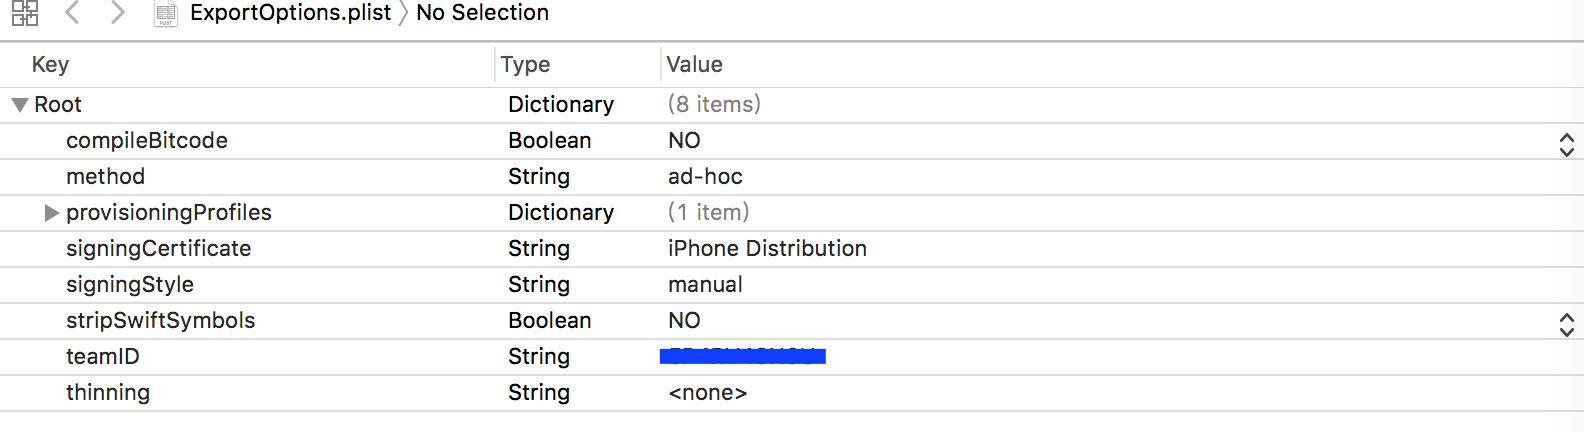 ExportOptions.plist No Selection
Key Type Value
Root Dictionary (8 items)
compileBitcode Boolean NO
method String ad-hoc
provisioningProfiles Dictionary (1 item)
signingCertificate String iPhone Distribution
signingStyle String manual
stripSwiftSymbols Boolean NO
teamID String
thinning String <none>